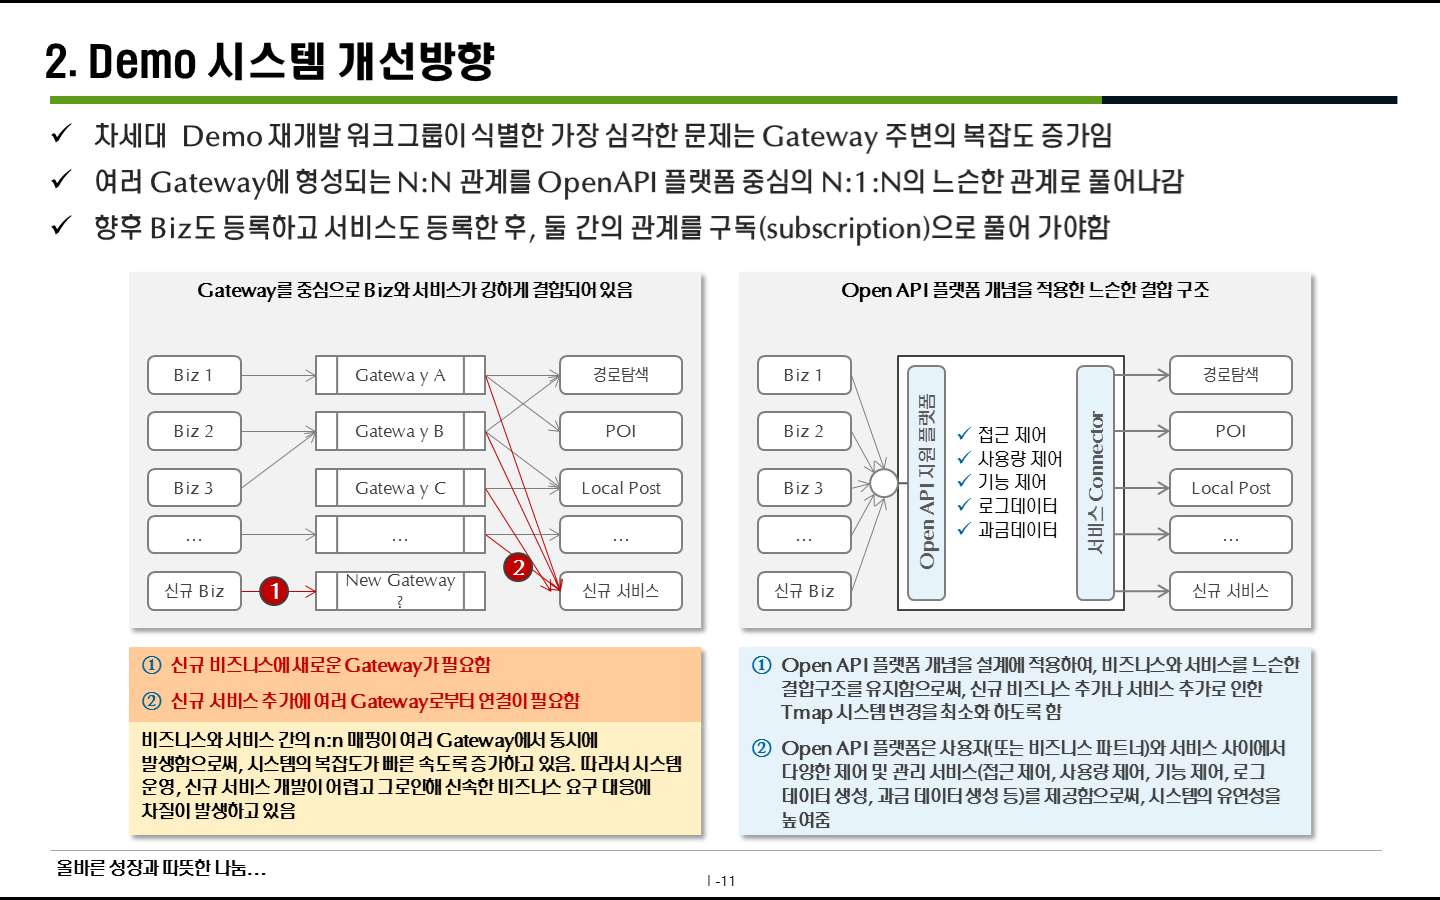 2. Demo 시스템 개선방향
✓ 차세대 Demo 재개발 워크그룹이 식별한 가장 심각한 문제는 Gateway 주변의 복잡도 증가임
✓ 여러 Gateway에 형성되는 N:N 관계를 OpenAPI 플랫폼 중심의 N:1:N의 느슨한 관계로 풀어나감
✓ 향후 Biz도 등록하고 서비스도 등록한 후, 둘 간의 관계를 구독(subscription)으로 풀어 가야함
Gateway를 중심으로 Biz와 서비스가 강하게 결합되어 있음
Biz 1
Gateway A
경로탐색
Biz 2
Gateway B
POI
Biz 3
Gateway C
Local Post
...
...
...
신규 Biz
1
New Gateway
?
2
신규 서비스
① 신규 비즈니스에 새로운 Gateway가 필요함
② 신규 서비스 추가에 여러 Gateway로부터 연결이 필요함
비즈니스와 서비스 간의 n:n 매핑이 여러 Gateway에서 동시에
발생함으로써, 시스템의 복잡도가 빠른 속도록 증가하고 있음. 따라서 시스템
운영, 신규 서비스 개발이 어렵고 그로인해 신속한 비즈니스 요구 대응에
차질이 발생하고 있음
Open API 플랫폼 개념을 적용한 느슨한 결합 구조
Biz 1
Biz 2
Biz 3
...
신규 Biz
Open API 지원 플랫폼
✓ 접근 제어
✓ 사용량 제어
✓ 기능 제어
✓ 로그데이터
✓ 과금데이터
서비스 Connector
경로탐색
POI
Local Post
...
신규 서비스
① Open API 플랫폼 개념을 설계에 적용하여, 비즈니스와 서비스를 느슨한
결합구조를 유지함으로써, 신규 비즈니스 추가나 서비스 추가로 인한
Tmap 시스템 변경을 최소화 하도록 함
② Open API 플랫폼은 사용자(또는 비즈니스 파트너)와 서비스 사이에서
다양한 제어 및 관리 서비스(접근 제어, 사용량 제어, 기능 제어, 로그
데이터 생성, 과금 데이터 생성 등)를 제공함으로써, 시스템의 유연성을
높여줌
올바른 성장과 따뜻한 나눔...
I -11